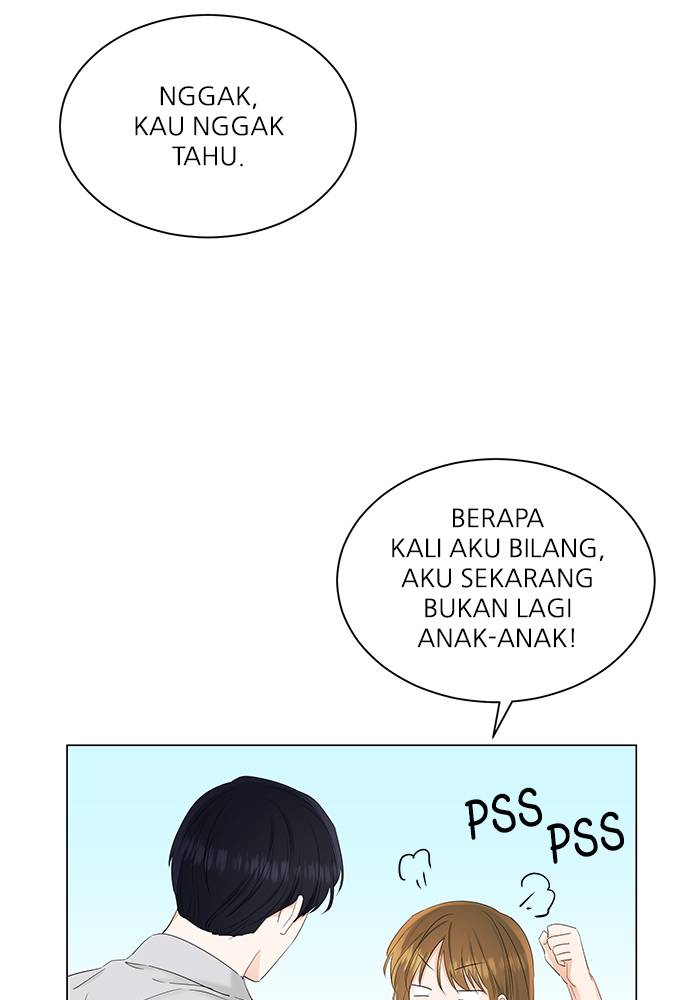 NGGAK,
KAU NGGAK
TAHU.
BERAPA
KALI AKU BILANG,
AKU SEKARANG
BUKAN LAGI
ANAK-ANAK!
PSS
PSS